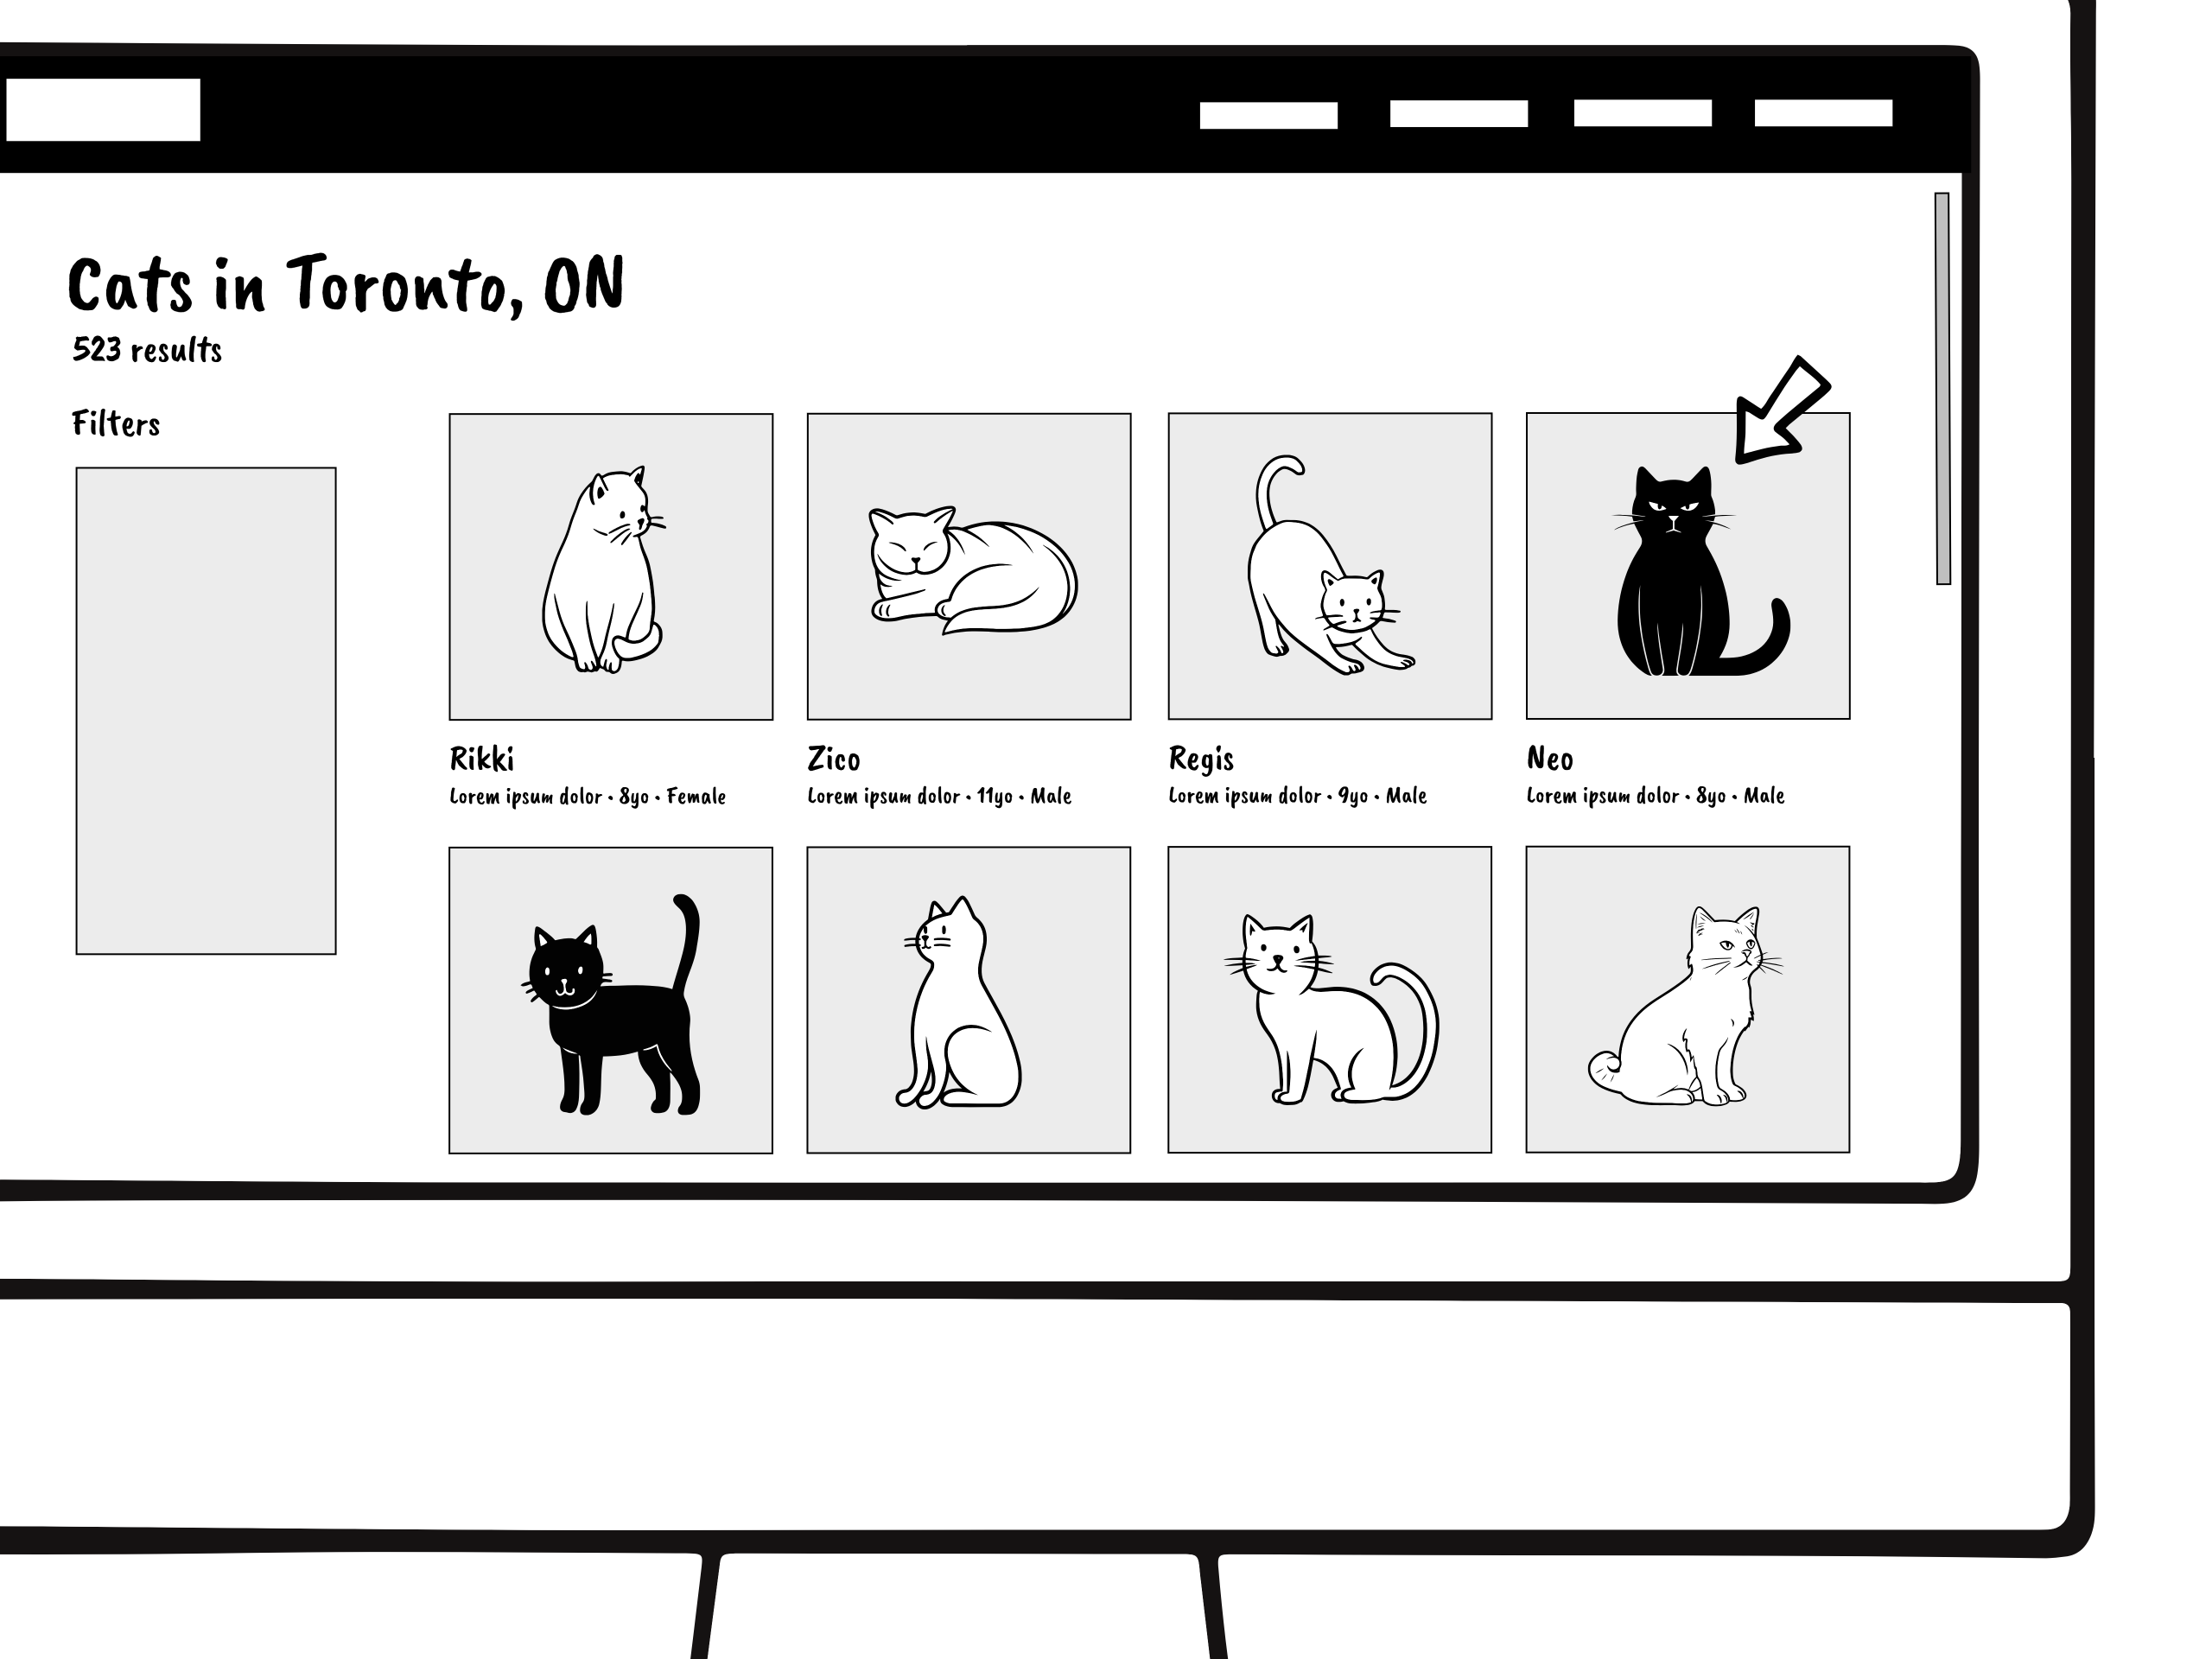 Cats in Toronto, ON
523 results
Filters
Rikki
Lorem ipsum dolor • 8yo • Female
Zico
Lorem ipsum dolor • 11yo • Male
Regis
Lorem ipsum dolor • 9yo • Male
Neo
Lorem ipsum dolor • 8yo • Male